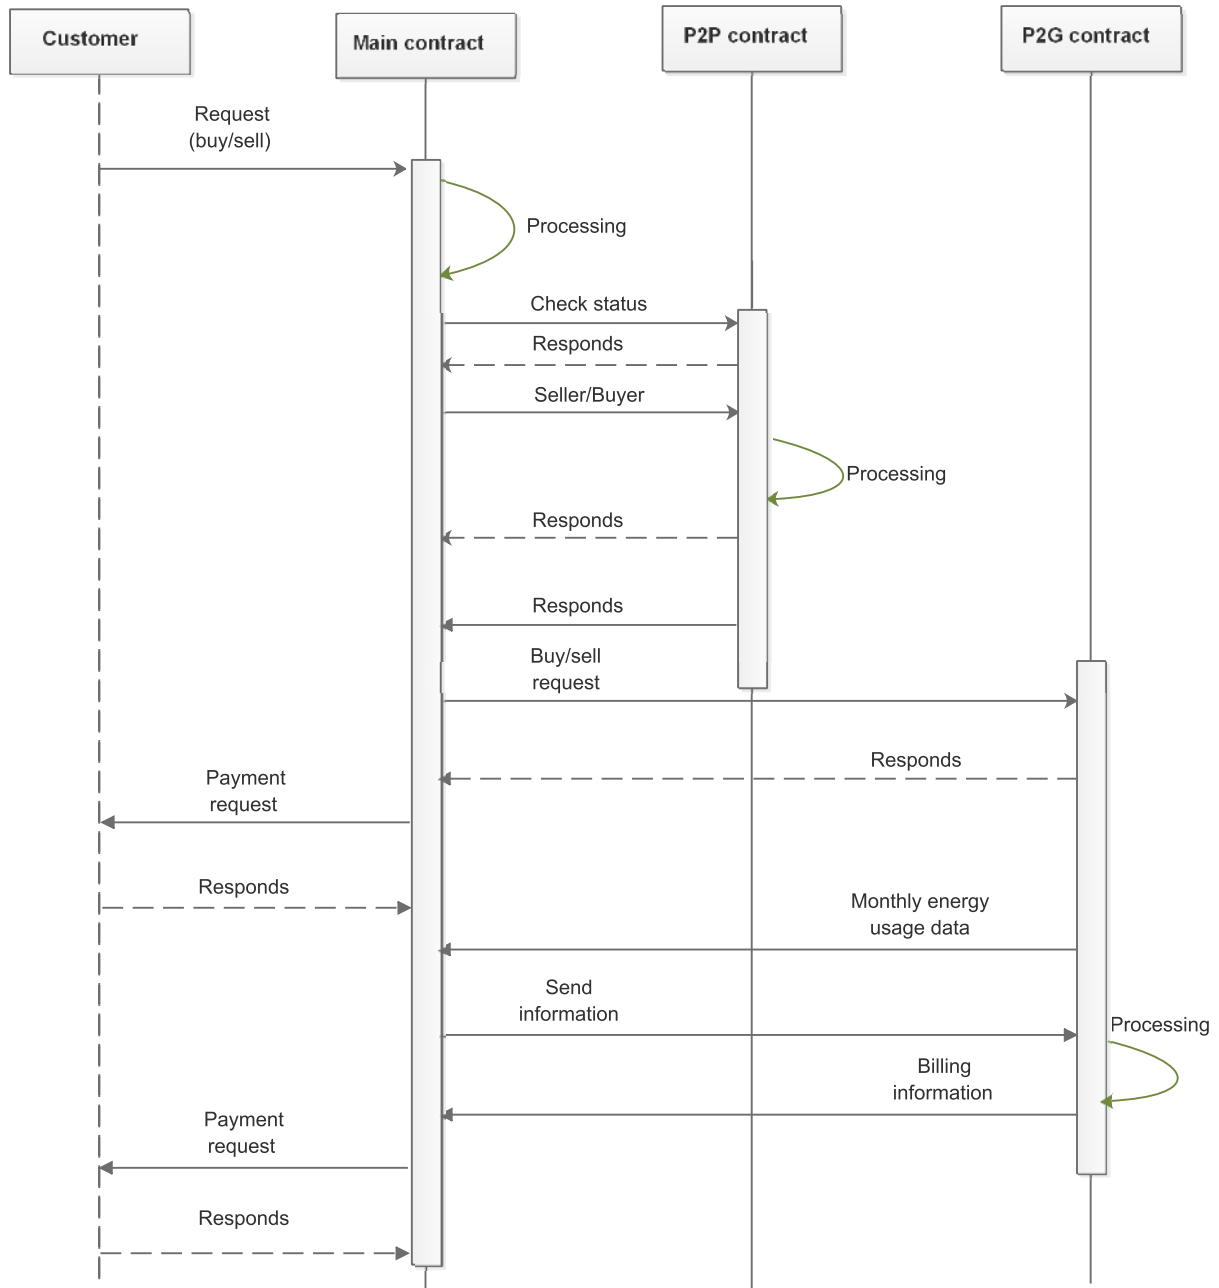 Customer
Main contract
P2P contract
P2G contract
Request
(buy/sell)
Processing
Check status
Responds
Seller/Buyer
Processing
Responds
Responds
Buy/sell
request
Responds
Payment
request
Responds
Monthly energy
usage data
Send
information
Processing
Billing
information
Payment
request
Responds